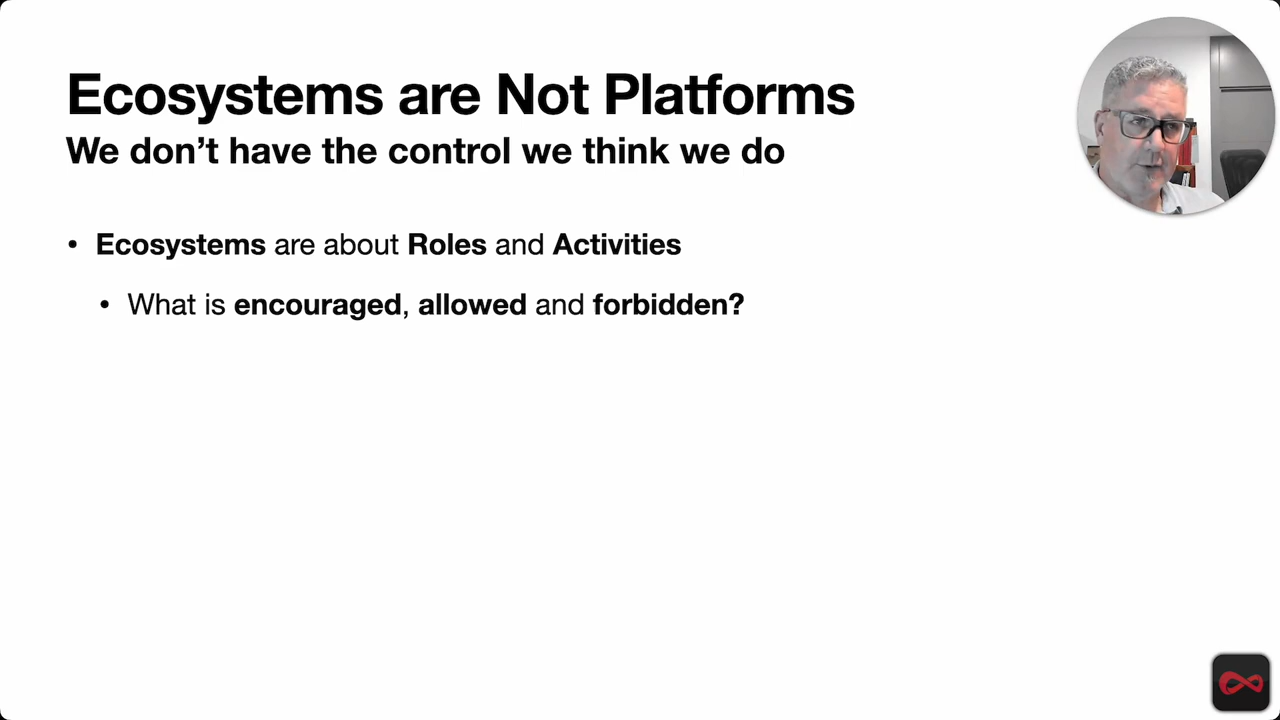 Ecosystems are Not Platforms
We don’t have the control we think we do
• Ecosystems are about Roles and Activities
• What is encouraged, allowed and forbidden?